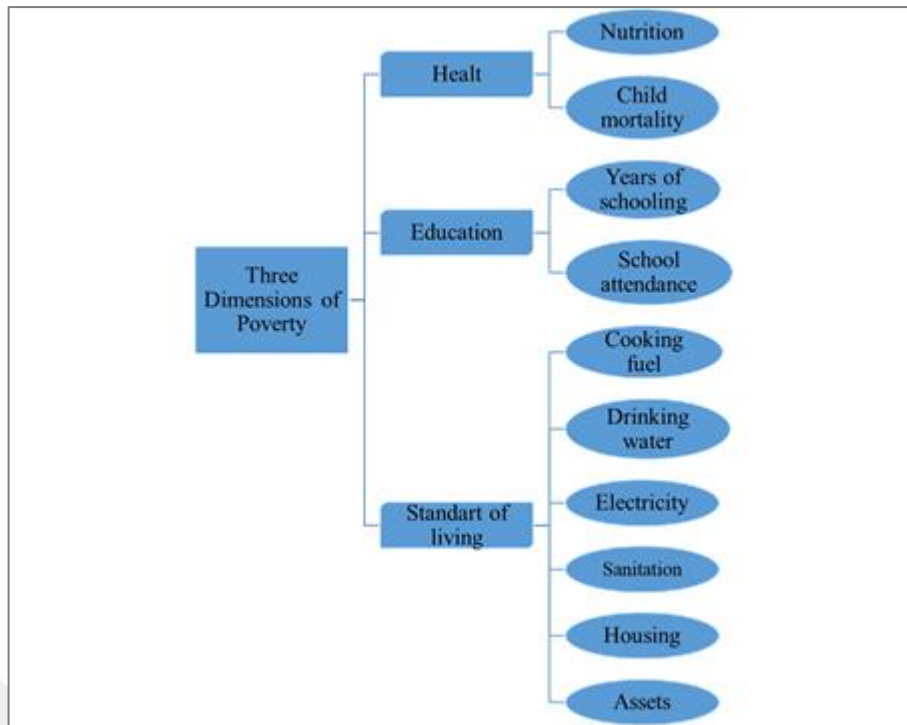 Three
Dimensions of
Poverty
Healt
Nutrition
Child
mortality
Education
Years of
schooling
School
attendance
Standart of
living
Cooking
fuel
Drinking
water
Electricity
Sanitation
Housing
Assets